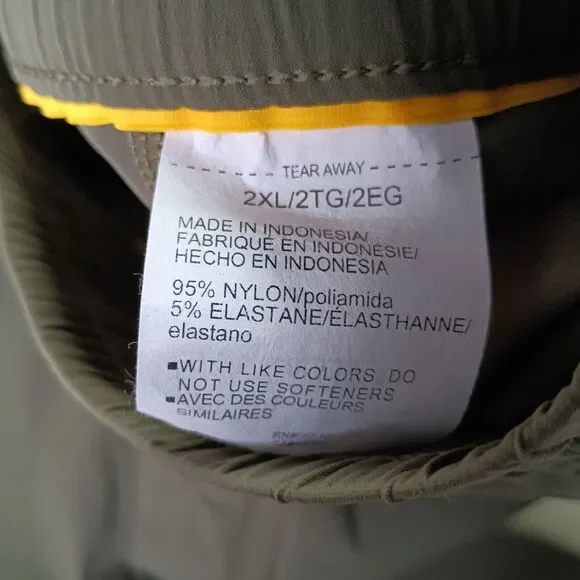 TEAR AWAY
2XL/2TG/2EG
MADE IN INDONESIA/
FABRIQUÉ EN INDONÉSIE/
HECHO EN INDONESIA
95% NYLON/poliamida
5% ELASTANE/ÉLASTHANNE/
elastano
▪WITH LIKE COLORS. DO
NOT USE SOFTENERS
▪AVEC DES COULEURS
SIMILAIRES